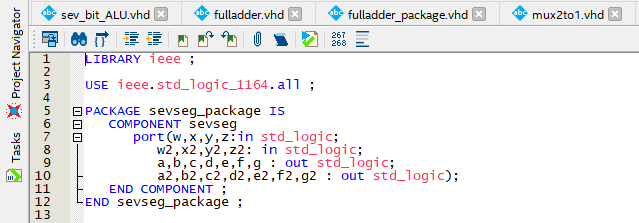 sev_bit_ALU.vhd
fulladder.vhd
fulladder_package.vhd
mux2to1.vhd
Project Navigator
Tasks
267
268
1 LIBRARY ieee ;
2
3 USE ieee.std_logic_1164.all ;
4
5 PACKAGE sevseg_package IS
6 COMPONENT sevseg
7 port(w,x,y,z:in std_logic;
8 w2,x2,y2,z2: in std_logic;
9 a,b,c,d,e,f,g : out std_logic;
10 a2,b2,c2,d2,e2,f2,g2 : out std_logic);
11 END COMPONENT ;
12 END sevseg_package ;
13